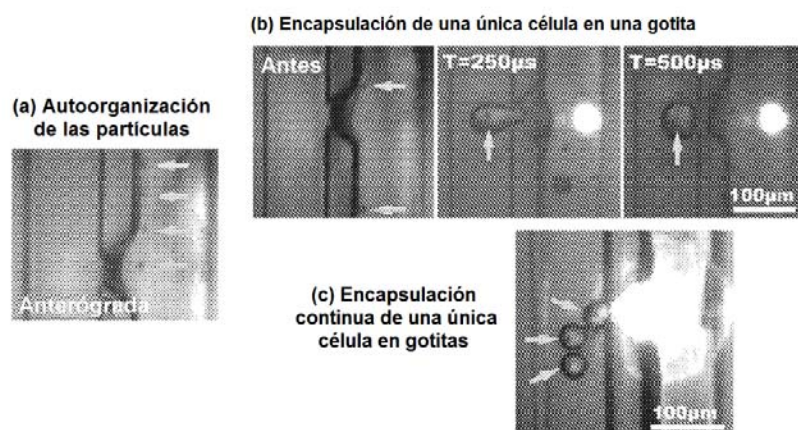 (b) Encapsulación de una única célula en una gotita
Antes
T=250µs
T=500µs
100µm
(a) Autoorganización
de las partículas
Anterógrada
(c) Encapsulación
continua de una única
célula en gotitas
100µm